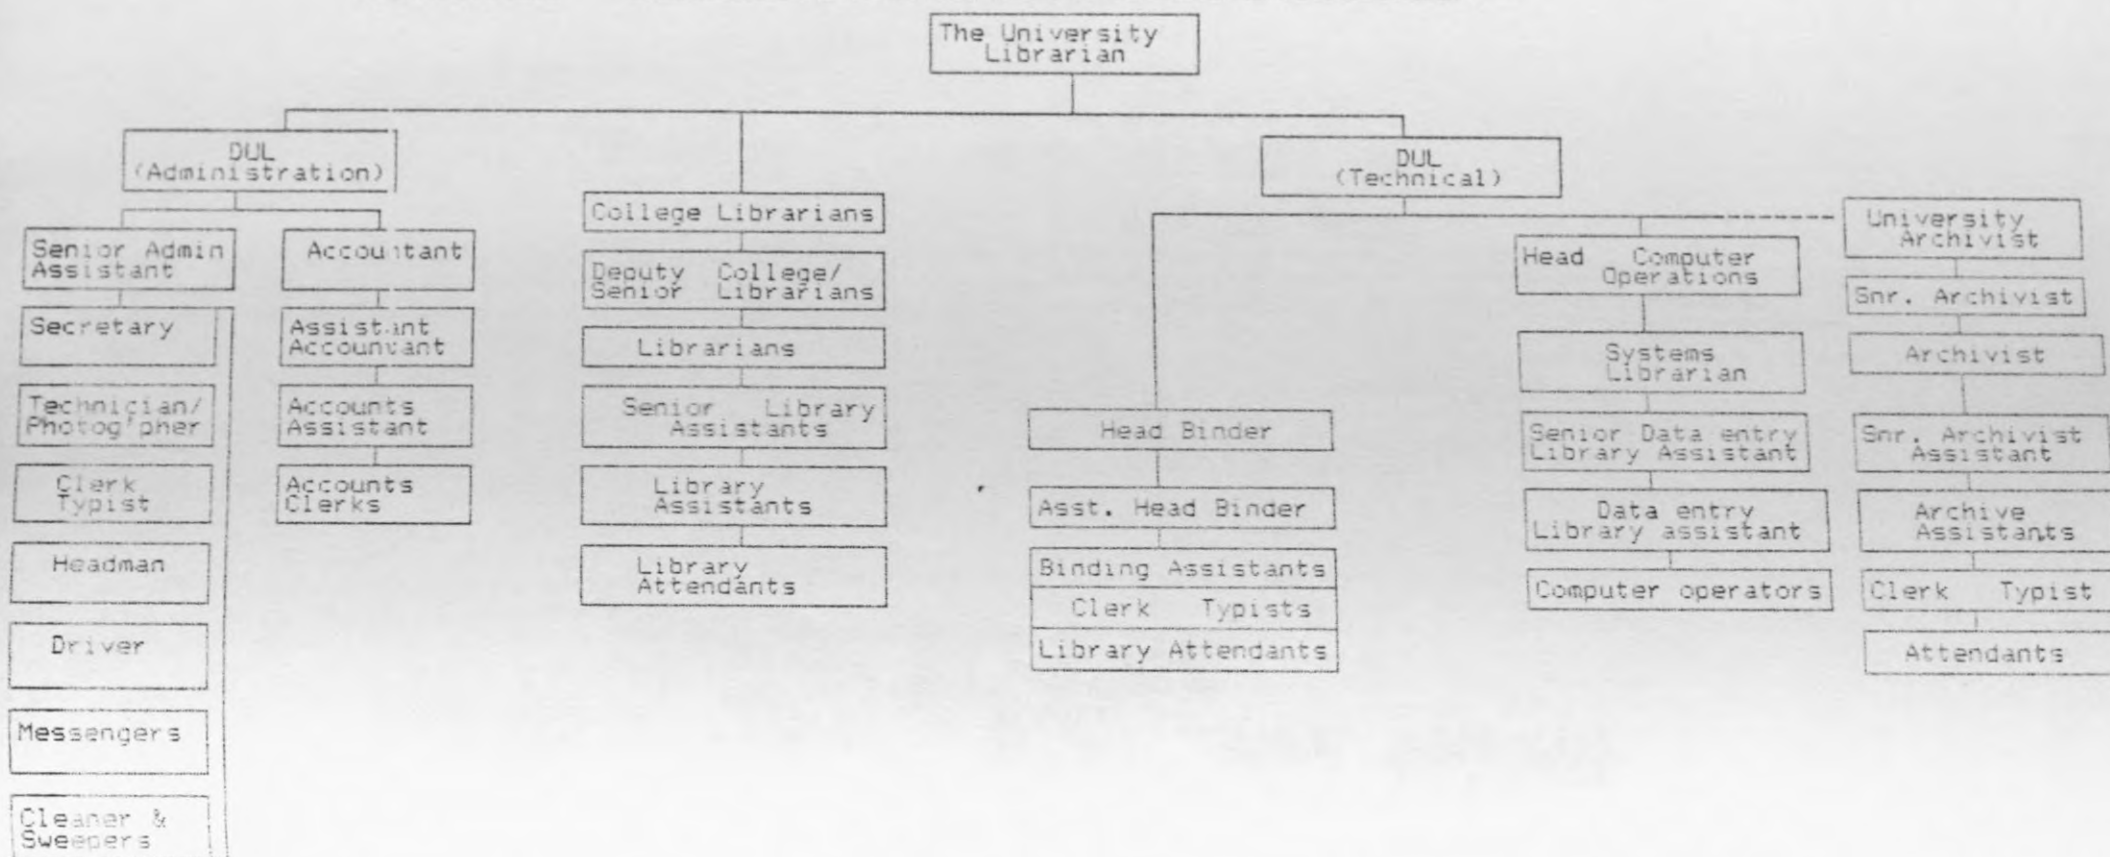 The University
Librarian
DUL
(Administration)
DUL
(Technical)
Senior Admin
Assistant
Secretary
Technician/
Photog'pher
Clerk
Typist
Headman
Driver
Messengers
Cleaner &
Sweepers
Accountant
Assistant
Accountant
Accounts
Assistant
Accounts
Clerks
College Librarians
Deputy College/
Senior Librarians
Librarians
Senior Library
Assistants
Library
Assistants
Library
Attendants
Head Binder
Asst. Head Binder
Binding Assistants
Clerk Typists
Library Attendants
Head Computer
Operations
Systems
Librarian
Senior Data entry
Library Assistant
Data entry
Library assistant
Computer operators
University
Archivist
Snr. Archivist
Archivist
Snr. Archivist
Assistant
Archive
Assistants
Clerk Typist
Attendants